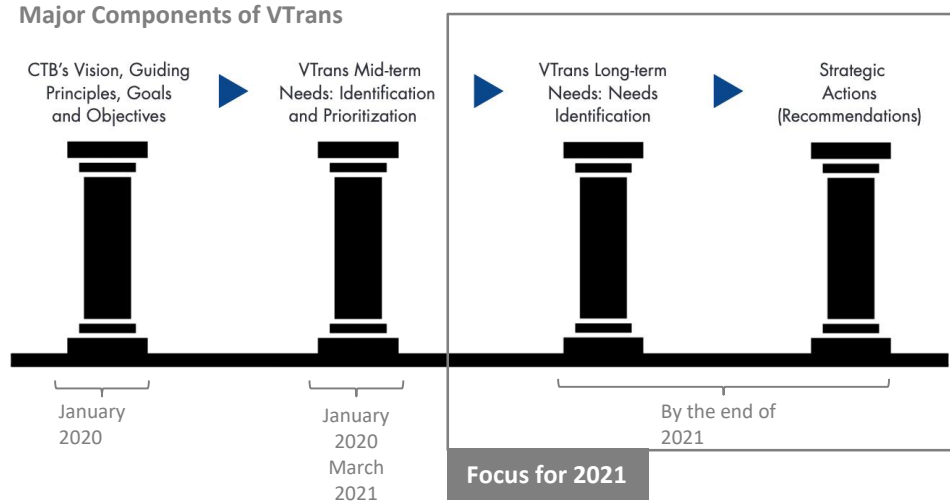 Major Components of VTrans
CTB's Vision, Guiding
Principles, Goals
and Objectives
VTrans Mid-term
Needs: Identification
and Prioritization
VTrans Long-term
Needs: Needs
Identification
Strategic
Actions
(Recommendations)
January
2020
January
2020
March
2021
By the end of
2021
Focus for 2021